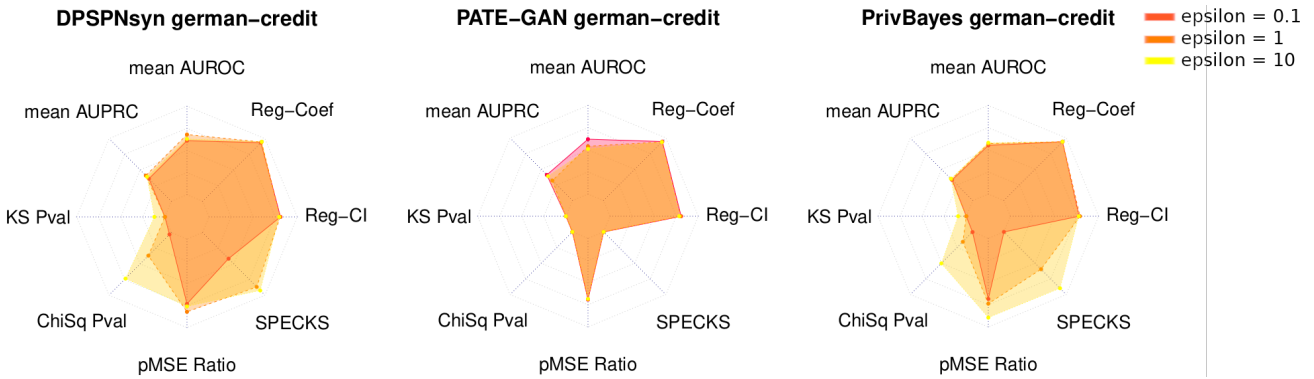 DPSPNsyn german−credit
mean AUROC
mean AUPRC
Reg−Coef
KS Pval
Reg−CI
ChiSq Pval
SPECKS
pMSE Ratio
PATE−GAN german−credit
mean AUROC
mean AUPRC
Reg−Coef
KS Pval
Reg−CI
ChiSq Pval
SPECKS
pMSE Ratio
PrivBayes german−credit
mean AUROC
mean AUPRC
Reg−Coef
KS Pval
Reg−CI
ChiSq Pval
SPECKS
pMSE Ratio
epsilon = 0.1
epsilon = 1
epsilon = 10